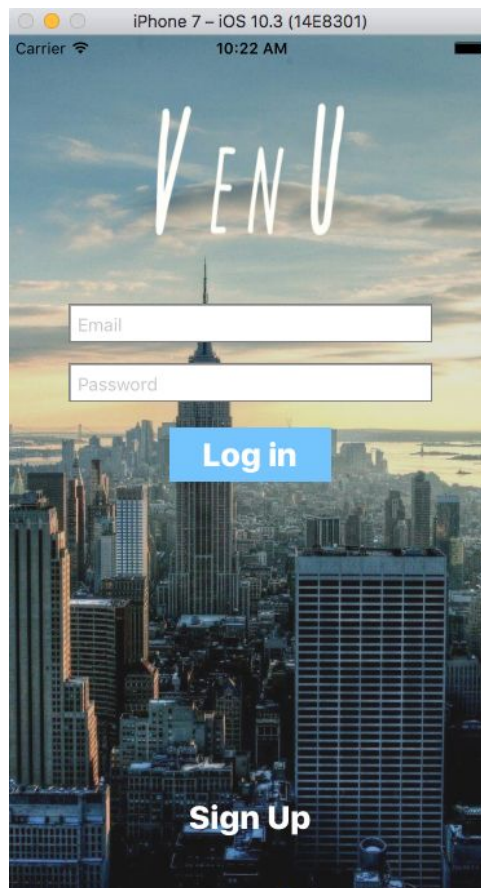 iPhone 7 – iOS 10.3 (14E8301)
Carrier 10:22 AM
VENU
Email
Password
Log in
Sign Up